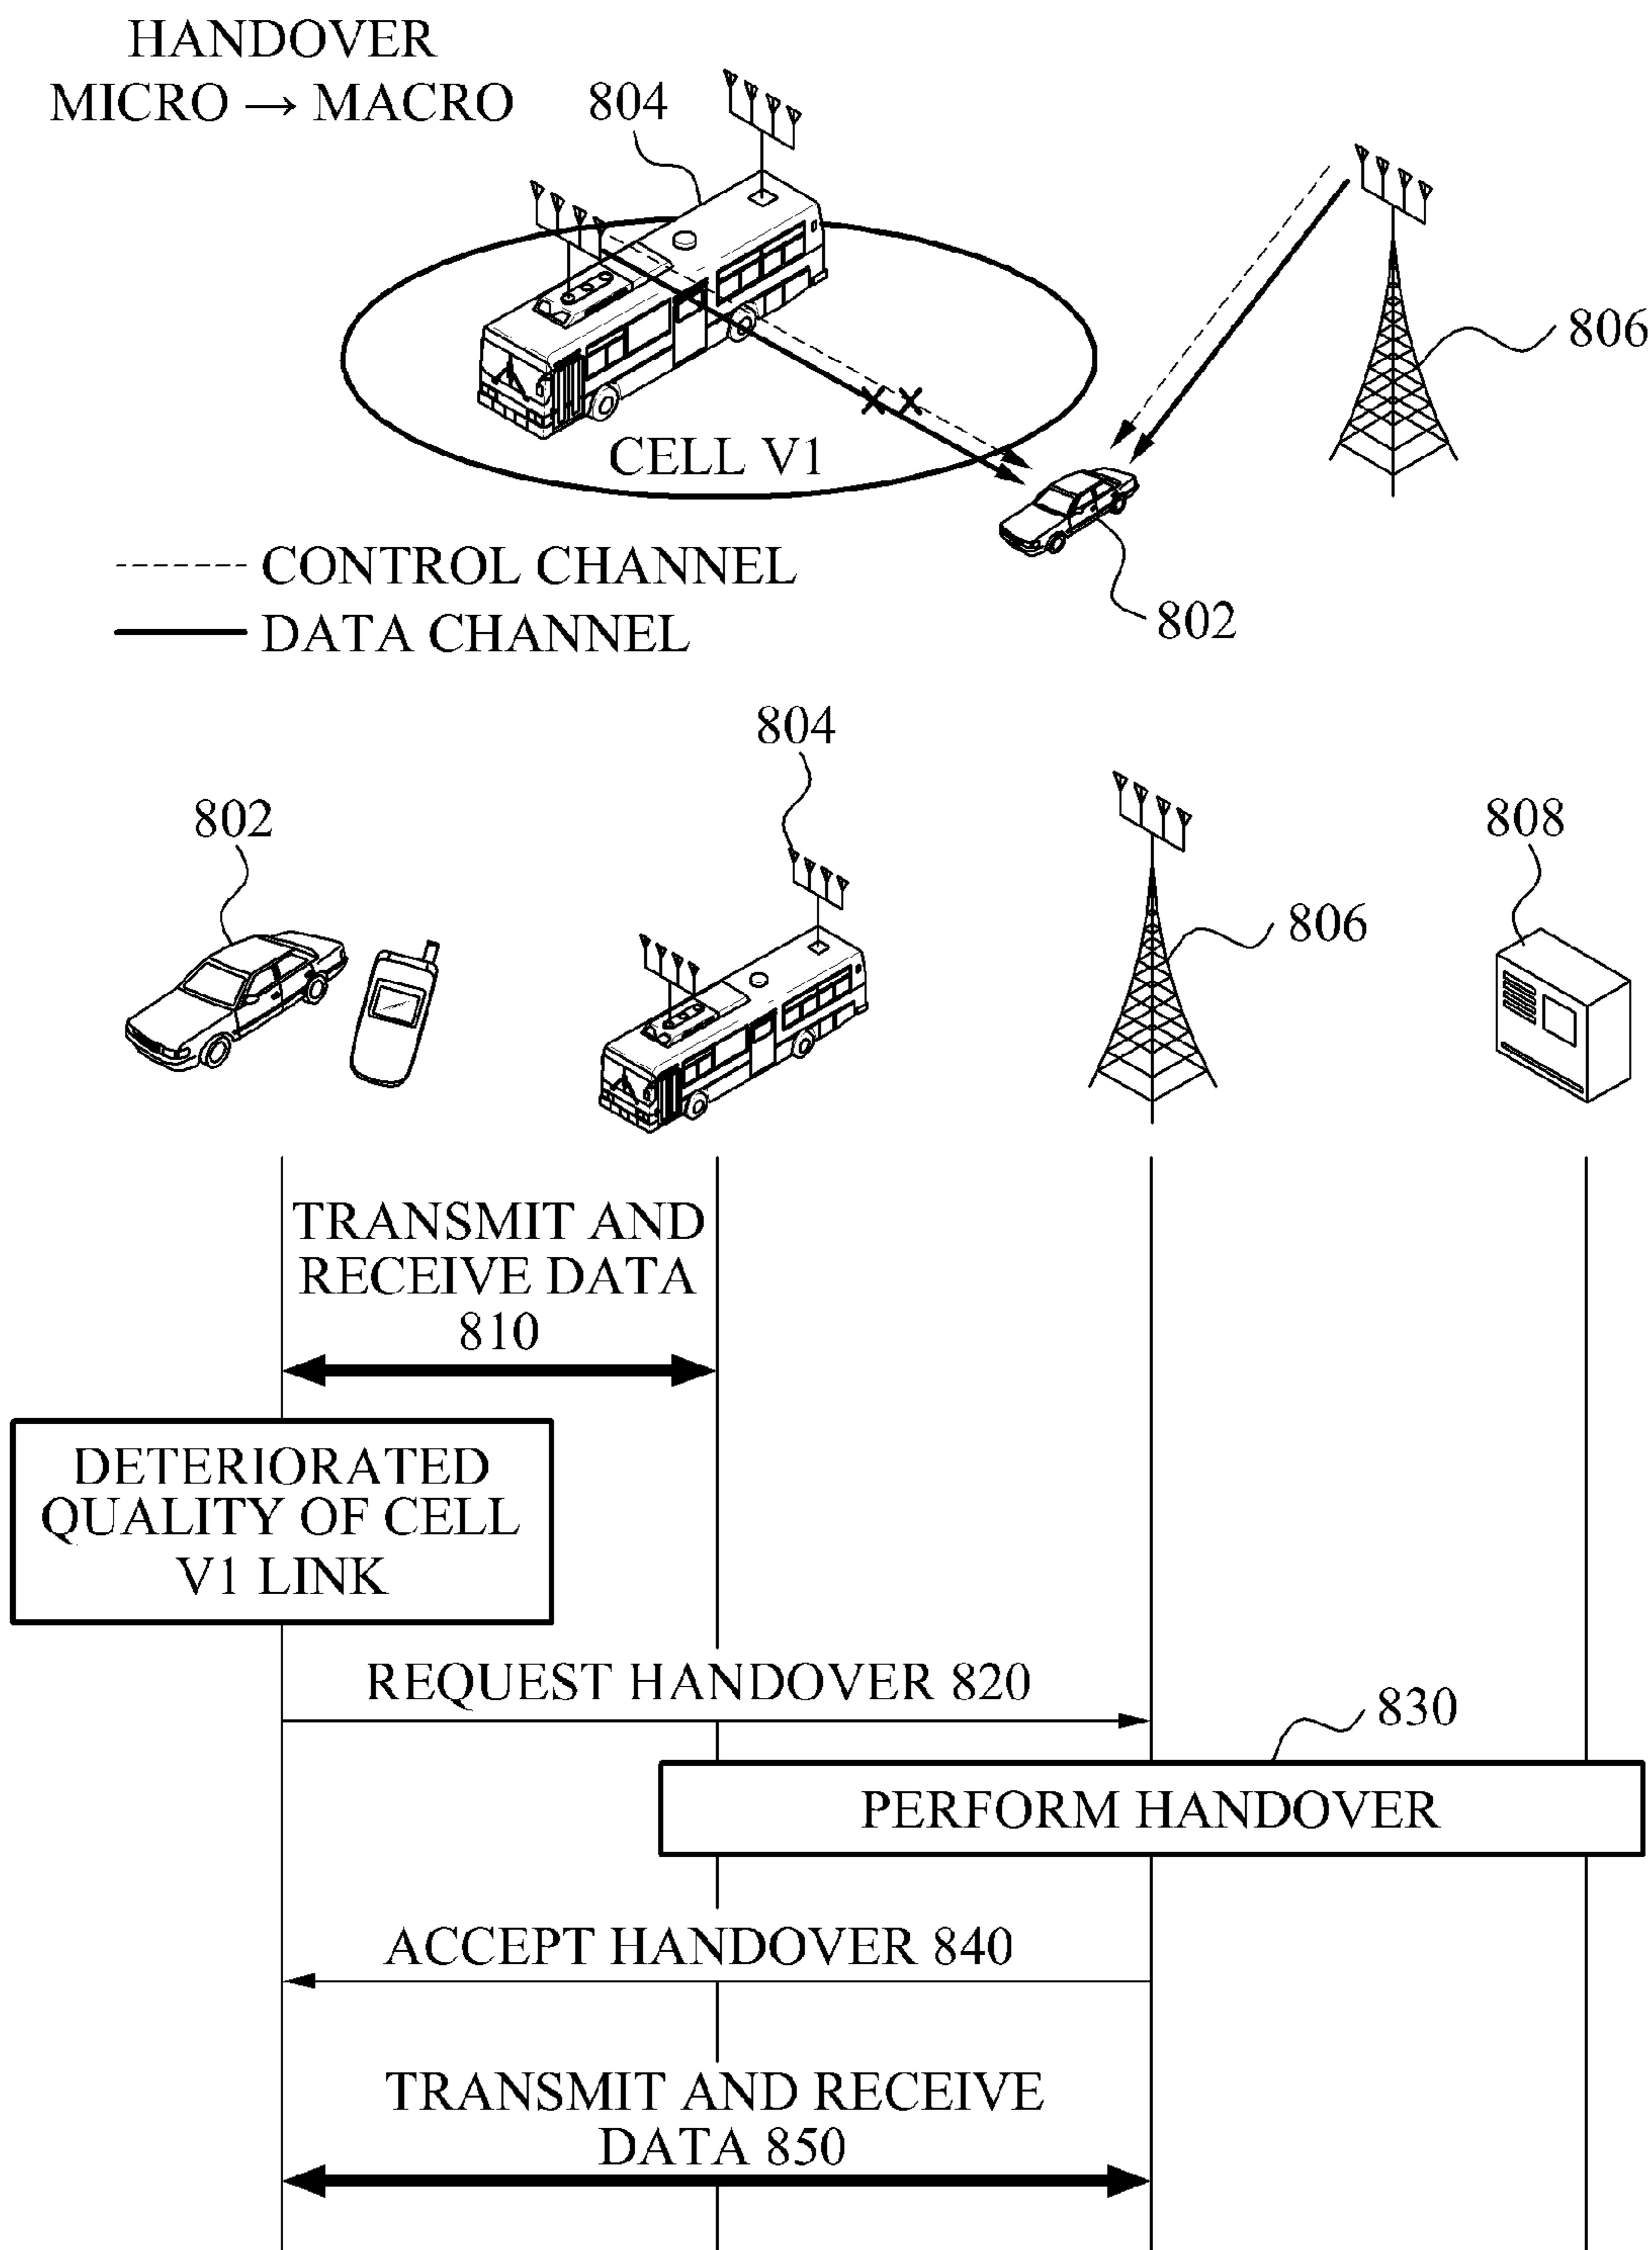 HANDOVER
MICRO → MACRO
804
806
CELL V1
CONTROL CHANNEL
DATA CHANNEL
802
804
802
808
806
TRANSMIT AND
RECEIVE DATA
810
DETERIORATED
QUALITY OF CELL
V1 LINK
REQUEST HANDOVER 820
830
PERFORM HANDOVER
ACCEPT HANDOVER 840
TRANSMIT AND RECEIVE
DATA 850